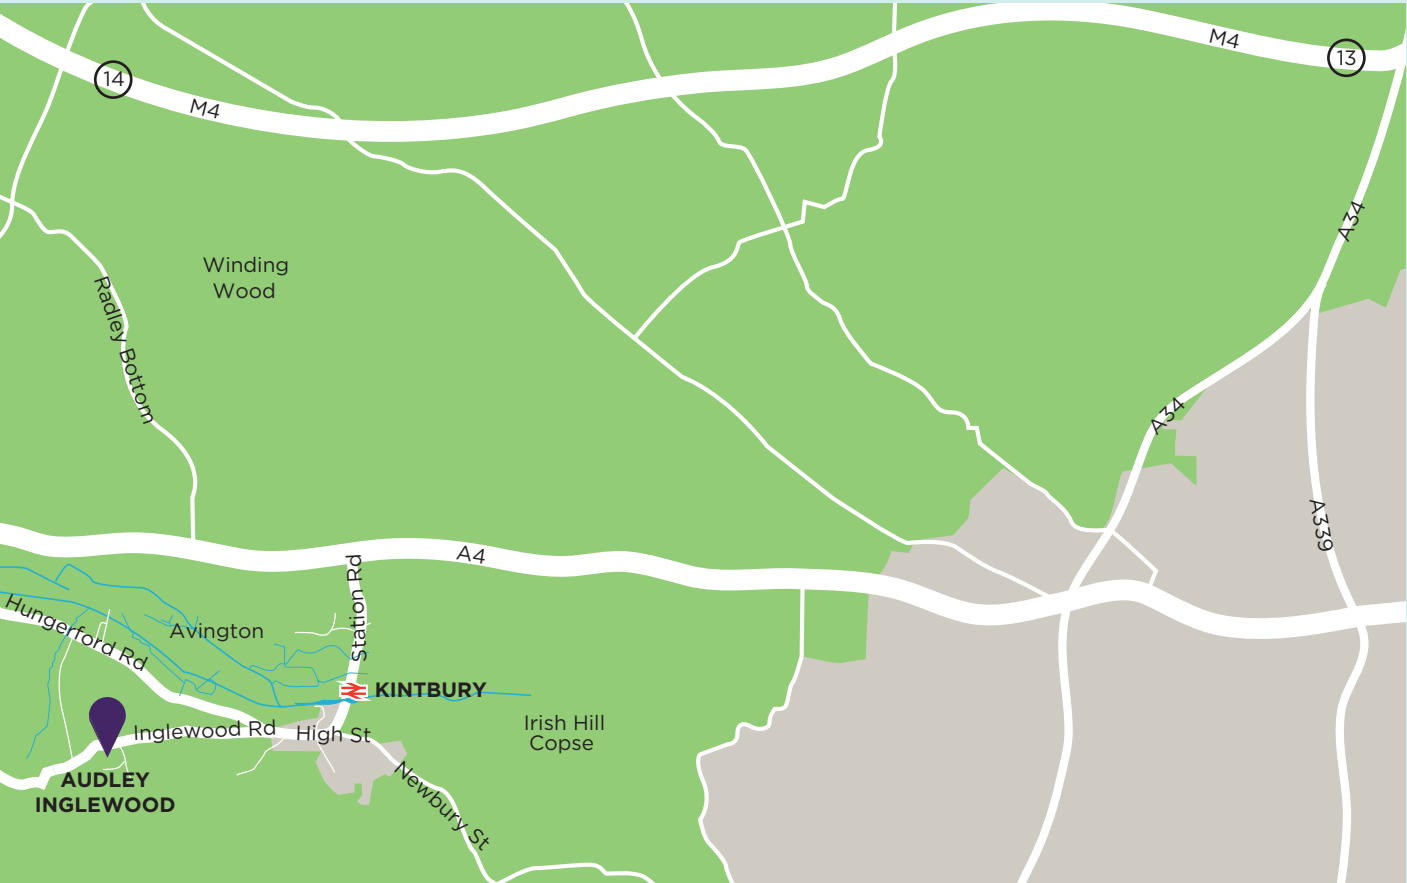 M4
13
14
M4
A34
Winding
Wood
Radley Bottom
A34
A339
A4
Station Rd
Hungerford Rd
Avington
KINTBURY
Irish Hill
Copse
Inglewood Rd
High St
AUDLEY
INGLEWOOD
Newbury St